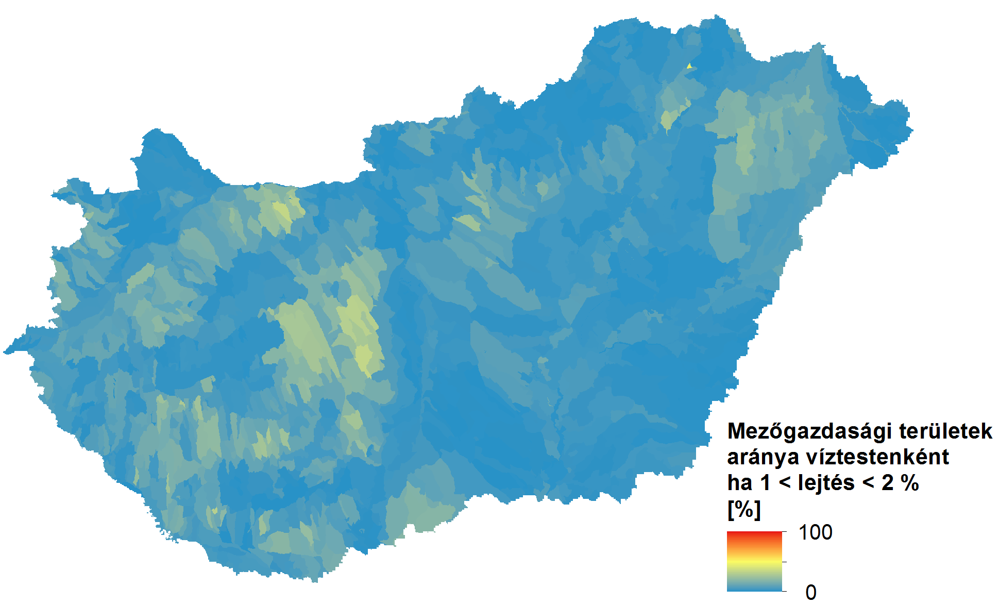 Mezőgazdasági területek
aránya víztestenként
ha 1 < lejtés < 2 %
[%]
100
0